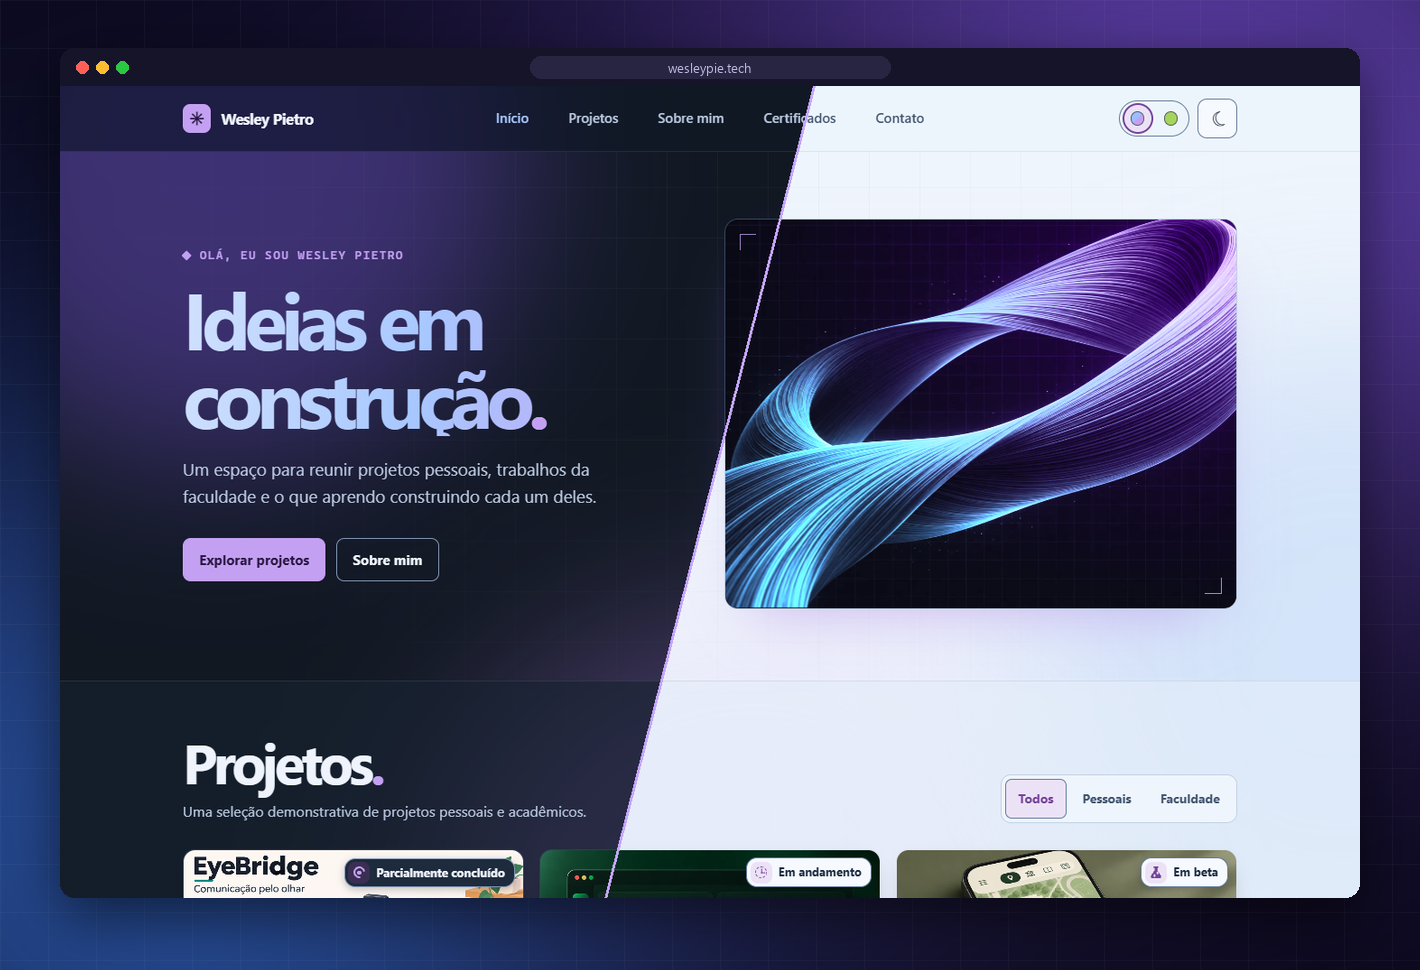 wesleypie.tech
Wesley Pietro
Início
Projetos
Sobre mim
Certificados
Contato
OLÁ, EU SOU WESLEY PIETRO
Ideias em
construção.
Um espaço para reunir projetos pessoais, trabalhos da
faculdade e o que aprendo construindo cada um deles.
Explorar projetos
Sobre mim
Projetos.
Uma seleção demonstrativa de projetos pessoais e acadêmicos.
Todos
Pessoais
Faculdade
EyeBridge
Comunicação pelo olhar
Parcialmente concluído
Em andamento
Em beta